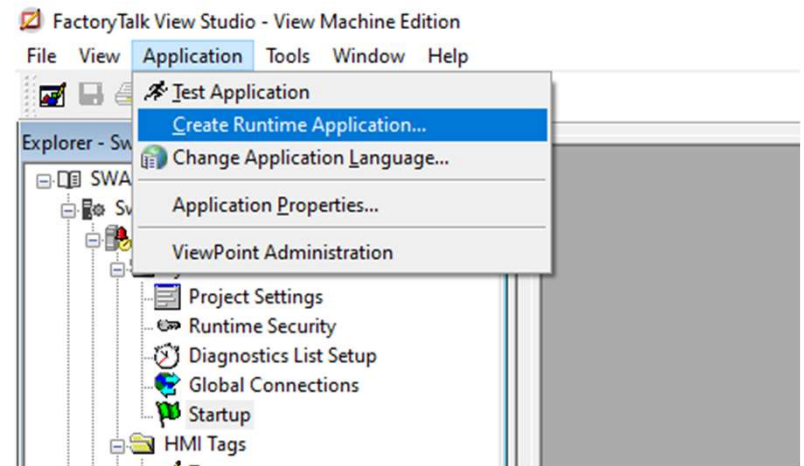 FactoryTalk View Studio - View Machine Edition
File View Application Tools Window Help
Test Application
Create Runtime Application...
Change Application Language...
Application Properties...
ViewPoint Administration
Explorer - Sw
SWA
Sw
Project Settings
Runtime Security
Diagnostics List Setup
Global Connections
Startup
HMI Tags